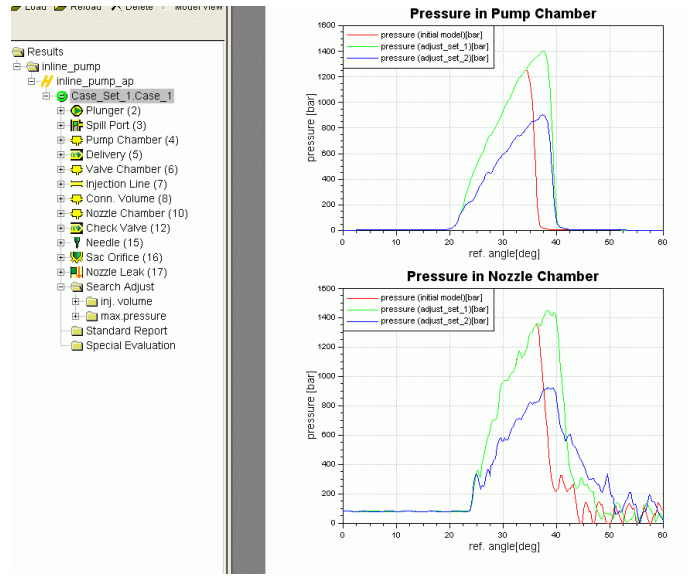 Load Reload Delete Model view
Results
inline_pump
inline_pump_ap
Case_Set_1.Case_1
Plunger (2)
Spill Port (3)
Pump Chamber (4)
Delivery (5)
Valve Chamber (6)
Injection Line (7)
Conn. Volume (8)
Nozzle Chamber (10)
Check Valve (12)
Needle (15)
Sac Orifice (16)
Nozzle Leak (17)
Search Adjust
inj. volume
max.pressure
Standard Report
Special Evaluation
Pressure in Pump Chamber
1600
1400
1200
1000
800
600
400
200
0
pressure [bar]
pressure (initial model)[bar]
pressure (adjust_set_1)[bar]
pressure (adjust_set_2)[bar]
0 10 20 30 40 50 60
ref. angle[deg]
Pressure in Nozzle Chamber
1600
1400
1200
1000
800
600
400
200
0
pressure [bar]
pressure (initial model)[bar]
pressure (adjust_set_1)[bar]
pressure (adjust_set_2)[bar]
0 10 20 30 40 50 60
ref. angle[deg]